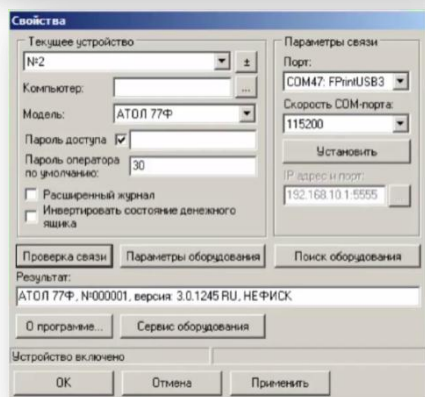 Свойства
Текущее устройство
№2
±
Компьютер:
...
Модель:
АТОЛ 77Ф
Пароль доступа
Пароль оператора
по умолчанию:
30
Расширенный журнал
Инвертировать состояние денежного
ящика
Параметры связи
Порт:
COM47: FPrintUSB3
Скорость COM-порта:
115200
Установить
IP адрес и порт:
192.168.10.1:5555
Проверка связи
Параметры оборудования
Поиск оборудования
Результат:
АТОЛ 77Ф, №000001, версия: 3.0.1245 RU, НЕ ФИСК
О программе...
Сервис оборудования
Устройство включено
OK
Отмена
Применить